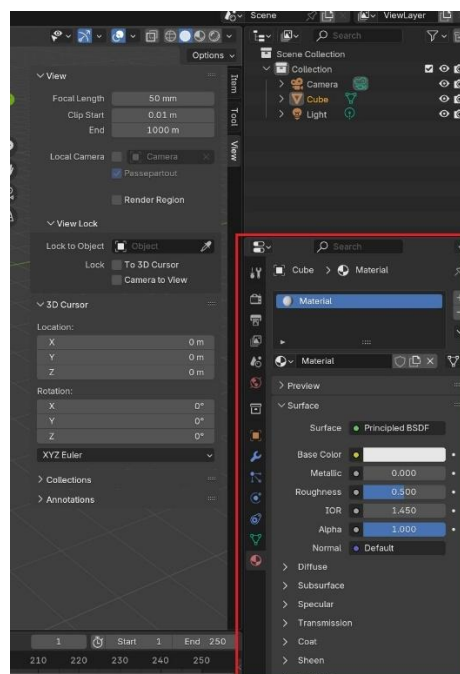 Scene
ViewLayer
Options
Search
View
Scene Collection
Collection
Camera
Cube
Light
Item
Tool
View
Focal Length 50 mm
Clip Start 0.01 m
End 1000 m
Local Camera Camera
Passepartout
Render Region
View Lock
Lock to Object Object
Lock To 3D Cursor
Camera to View
3D Cursor
Location:
X 0 m
Y 0 m
Z 0 m
Rotation:
X 0°
Y 0°
Z 0°
XYZ Euler
Collections
Annotations
1 Start 1 End 250
210 220 230 240 250
Search
Cube > Material
Material
Material
Preview
Surface
Surface Principled BSDF
Base Color
Metallic 0.000
Roughness 0.500
IOR 1.450
Alpha 1.000
Normal Default
Diffuse
Subsurface
Specular
Transmission
Coat
Sheen